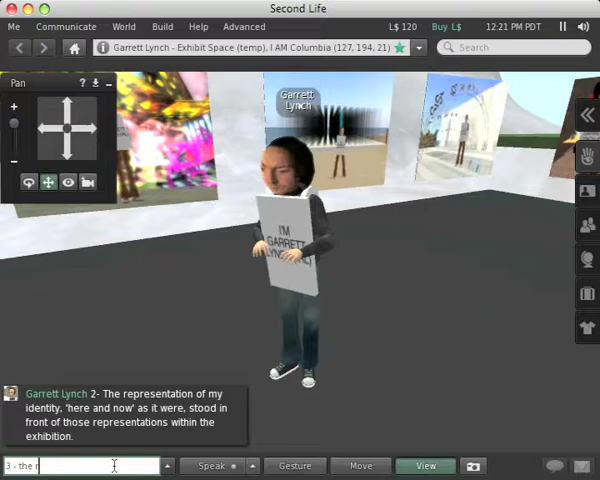 Second Life
Me Communicate World Build Help Advanced L$ 120 Buy L$ 12:21 PM PDT
Garrett Lynch - Exhibit Space (temp), I AM Columbia (127, 194, 21) Search
Pan ?
Garrett
Lynch
I'M
GARRETT
Garrett Lynch 2- The representation of my
identity, 'here and now' as it were, stood in
front of those representations within the
exhibition.
3 - the r Speak Gesture Move View